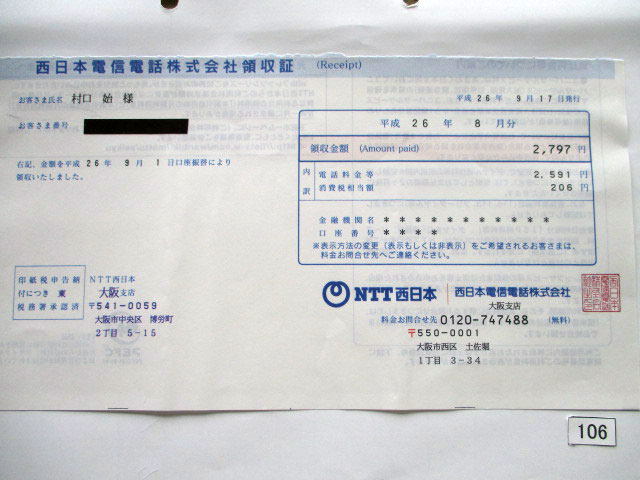 西日本電信電話株式会社領収証 (Receipt)
お客さま氏名 村口 始 様
平成 26年 9月17日発行
お客さま番号
平成 26 年 8 月分
領収金額 (Amount paid) 2,797 円
右記、金額を平成 26年 9月 1日口座振替により
領収いたしました。
内訳
電話料金等 2,591 円
消費税相当額 206 円
金融機関名 * * * * * * * * * * *
口座番号 * * * *
※表示方法の変更（表示もしくは非表示）をご希望されるお客さまは、
料金お問合せ先へご連絡ください。
印紙税申告納
付につき 東
税務署承認済
NTT西日本
大阪支店
〒541-0059
大阪市中央区 博労町
2丁目 5-15
NTT西日本 西日本電信電話株式会社
大阪支店
料金お問合せ先 0120-747488 (無料)
〒550-0001
大阪市西区 土佐堀
1丁目 3-34
106